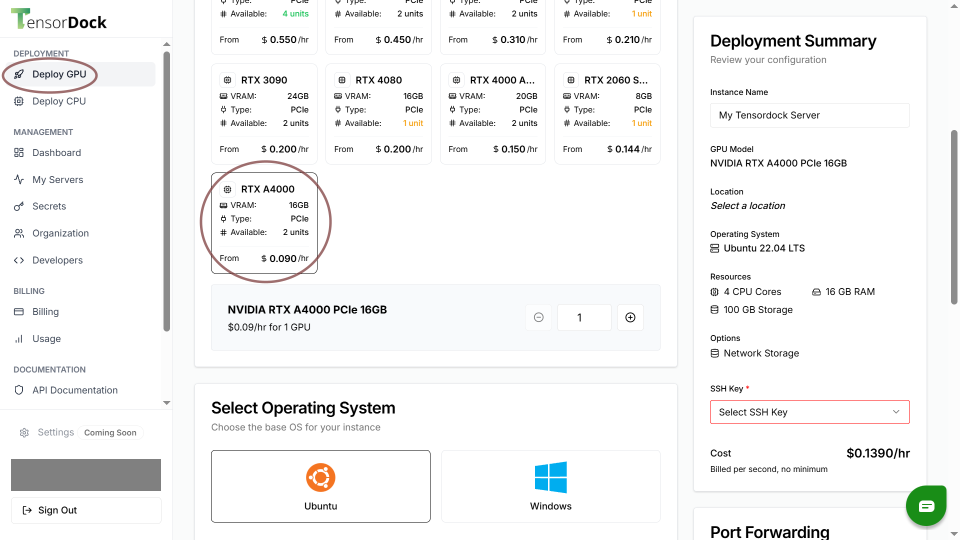 TensorDock
DEPLOYMENT
Deploy GPU
Deploy CPU
MANAGEMENT
Dashboard
My Servers
Secrets
Organization
Developers
BILLING
Billing
Usage
DOCUMENTATION
API Documentation
Settings Coming Soon
Sign Out
Available: 4 units
From $ 0.550/hr
Available: 2 units
From $ 0.450/hr
Available: 2 units
From $ 0.310/hr
Available: 1 unit
From $ 0.210/hr
RTX 3090
VRAM: 24GB
Type: PCIe
Available: 2 units
From $ 0.200/hr
RTX 4080
VRAM: 16GB
Type: PCIe
Available: 1 unit
From $ 0.200/hr
RTX 4000 A...
VRAM: 20GB
Type: PCIe
Available: 2 units
From $ 0.150/hr
RTX 2060 S...
VRAM: 8GB
Type: PCIe
Available: 1 unit
From $ 0.144/hr
RTX A4000
VRAM: 16GB
Type: PCIe
Available: 2 units
From $ 0.090/hr
NVIDIA RTX A4000 PCIe 16GB
$0.09/hr for 1 GPU
1
Select Operating System
Choose the base OS for your instance
Ubuntu
Windows
Deployment Summary
Review your configuration
Instance Name
My Tensordock Server
GPU Model
NVIDIA RTX A4000 PCIe 16GB
Location
Select a location
Operating System
Ubuntu 22.04 LTS
Resources
4 CPU Cores 16 GB RAM
100 GB Storage
Options
Network Storage
SSH Key *
Select SSH Key
Cost $0.1390/hr
Billed per second, no minimum
Port Forwarding